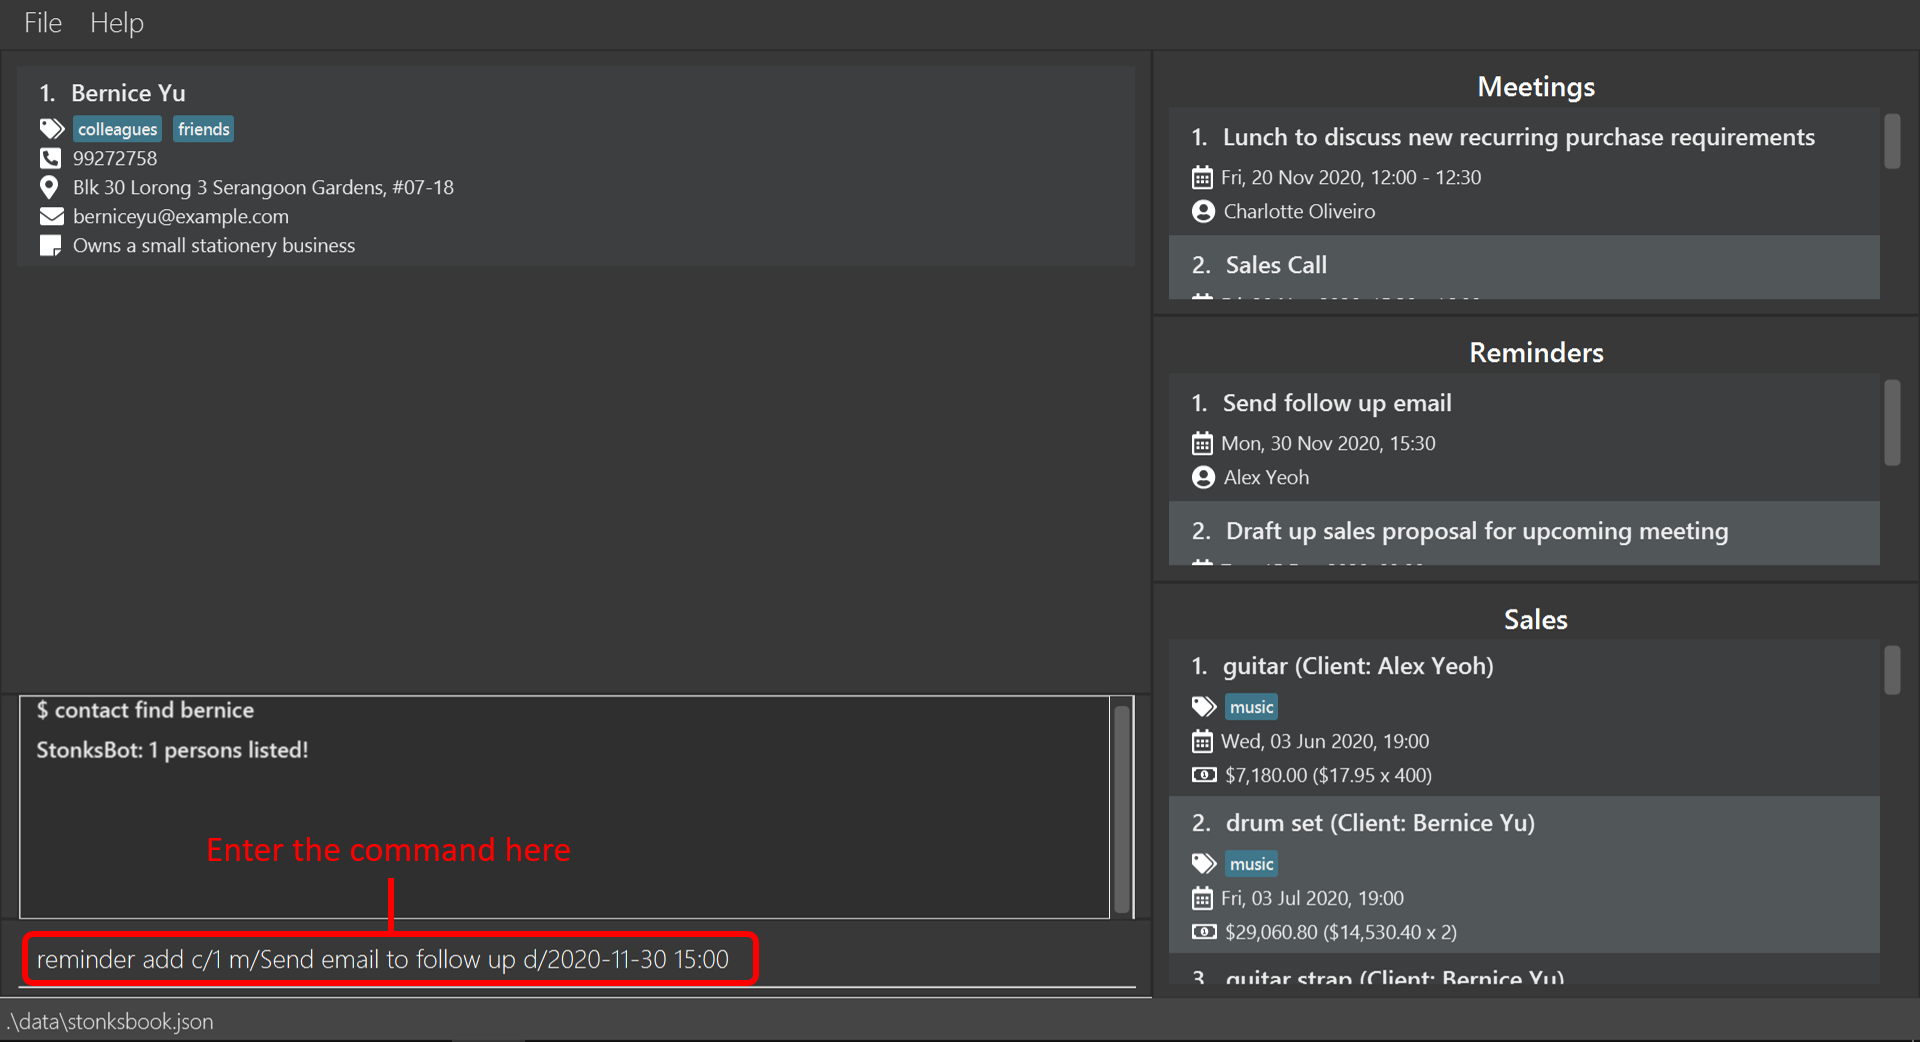 File Help
1. Bernice Yu
colleagues friends
99272758
Blk 30 Lorong 3 Serangoon Gardens, #07-18
berniceyu@example.com
Owns a small stationery business
$ contact find bernice
StonksBot: 1 persons listed!
Enter the command here
reminder add c/1 m/Send email to follow up d/2020-11-30 15:00
Meetings
1. Lunch to discuss new recurring purchase requirements
Fri, 20 Nov 2020, 12:00 - 12:30
Charlotte Oliveiro
2. Sales Call
Reminders
1. Send follow up email
Mon, 30 Nov 2020, 15:30
Alex Yeoh
2. Draft up sales proposal for upcoming meeting
Sales
1. guitar (Client: Alex Yeoh)
music
Wed, 03 Jun 2020, 19:00
$7,180.00 ($17.95 x 400)
2. drum set (Client: Bernice Yu)
music
Fri, 03 Jul 2020, 19:00
$29,060.80 ($14,530.40 x 2)
3. guitar strap (Client: Bernice Yu)
.\data\stonksbook.json